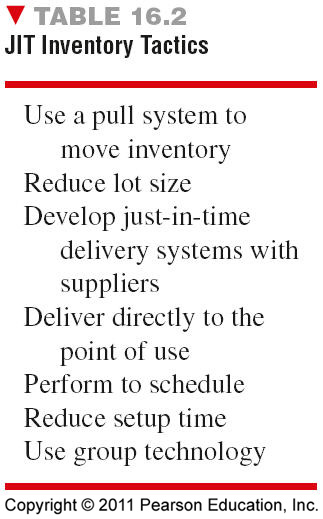 ▼ TABLE 16.2
JIT Inventory Tactics
Use a pull system to
move inventory
Reduce lot size
Develop just-in-time
delivery systems with
suppliers
Deliver directly to the
point of use
Perform to schedule
Reduce setup time
Use group technology
Copyright © 2011 Pearson Education, Inc.